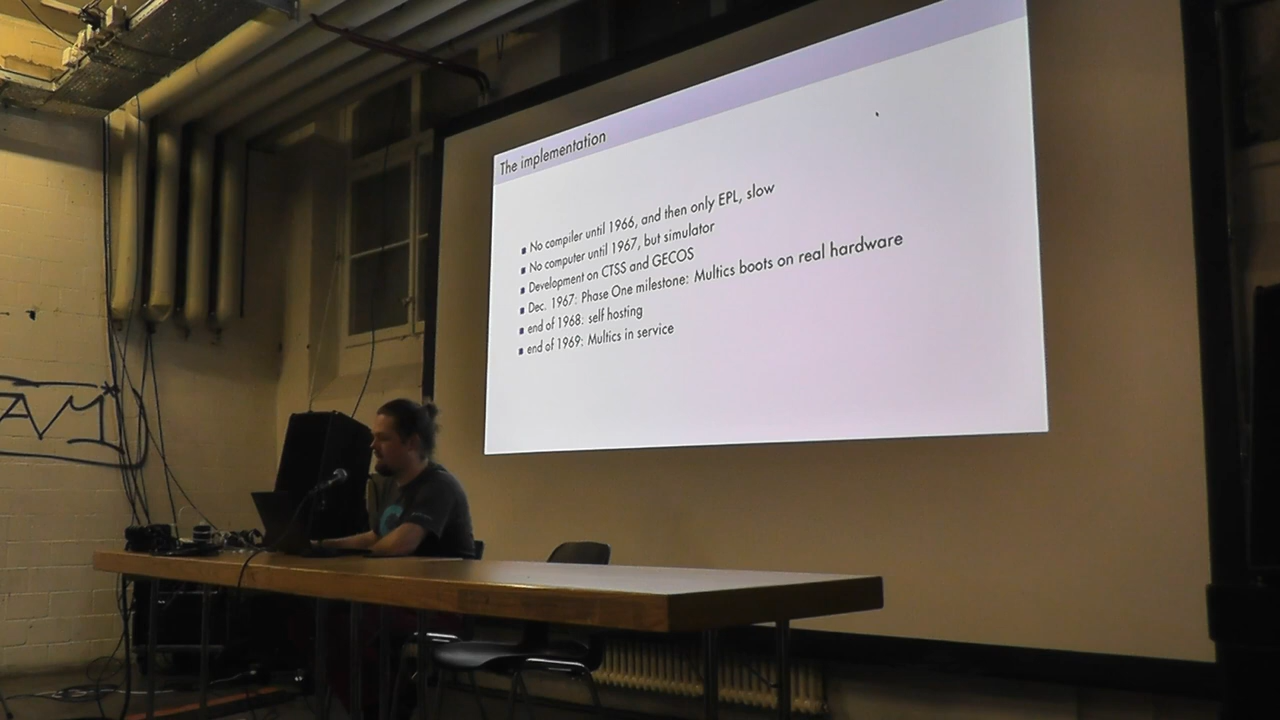 The implementation
No compiler until 1966, and then only EPL, slow
No computer until 1967, but simulator
Development on CTSS and GECOS
Dec. 1967: Phase One milestone: Multics boots on real hardware
end of 1968: self hosting
end of 1969: Multics in service